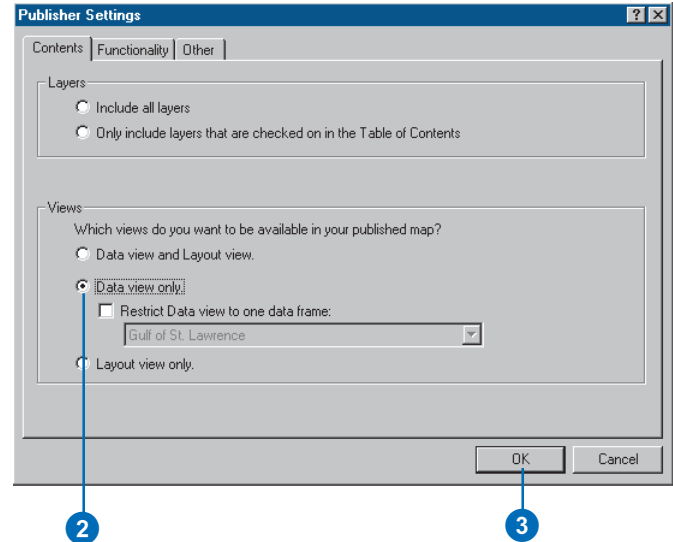 Publisher Settings
Contents Functionality Other
Layers
Include all layers
Only include layers that are checked on in the Table of Contents
Views
Which views do you want to be available in your published map?
Data view and Layout view.
Data view only.
Restrict Data view to one data frame:
Gulf of St. Lawrence
Layout view only.
OK Cancel
2 3